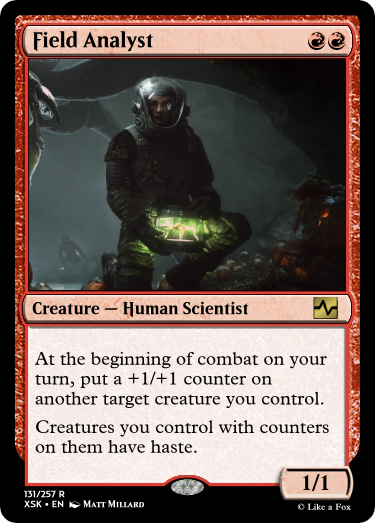 Field Analyst
Creature — Human Scientist
At the beginning of combat on your
turn, put a +1/+1 counter on
another target creature you control.
Creatures you control with counters
on them have haste.
1/1
131/257 R
XSK • EN Matt Millard
© Like a Fox